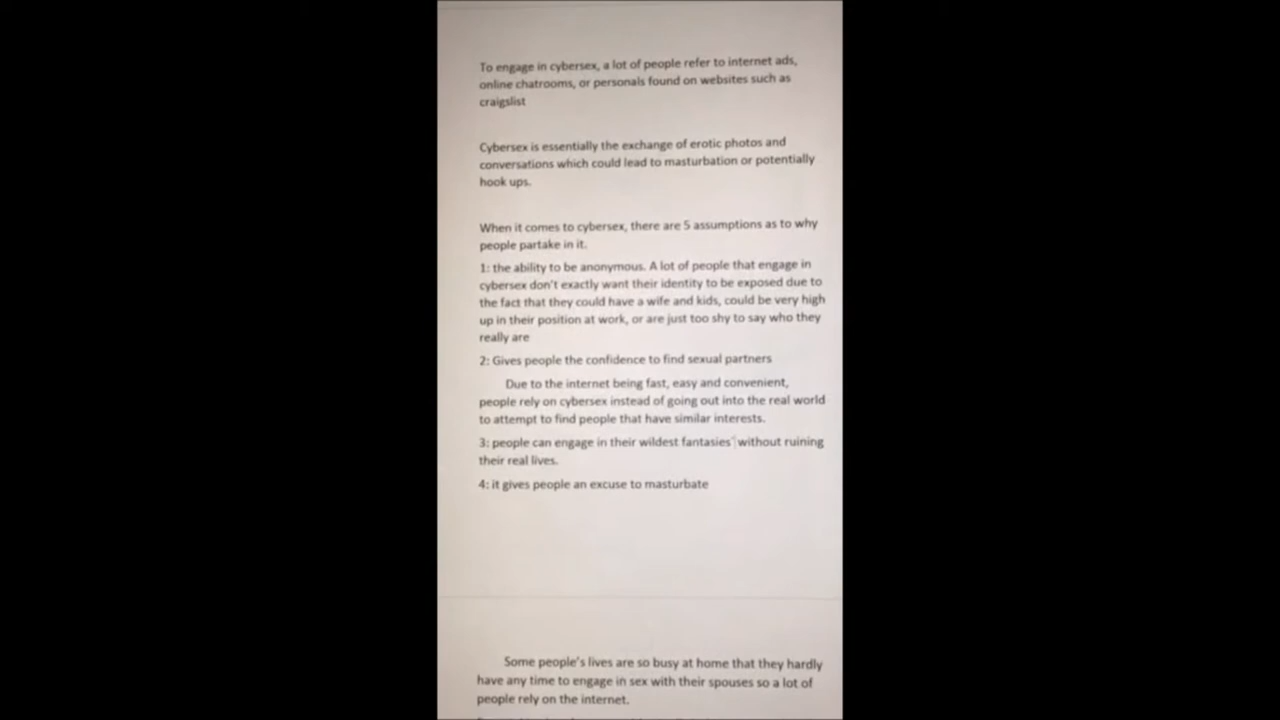 To engage in cybersex, a lot of people refer to internet ads,
online chatrooms, or personals found on websites such as
craigslist
Cybersex is essentially the exchange of erotic photos and
conversations which could lead to masturbation or potentially
hook ups.
When it comes to cybersex, there are 5 assumptions as to why
people partake in it.
1: the ability to be anonymous. A lot of people that engage in
cybersex don't exactly want their identity to be exposed due to
the fact that they could have a wife and kids, could be very high
up in their position at work, or are just too shy to say who they
really are
2: Gives people the confidence to find sexual partners
Due to the internet being fast, easy and convenient,
people rely on cybersex instead of going out into the real world
to attempt to find people that have similar interests.
3: people can engage in their wildest fantasies without ruining
their real lives.
4: it gives people an excuse to masturbate
Some people's lives are so busy at home that they hardly
have any time to engage in sex with their spouses so a lot of
people rely on the internet.